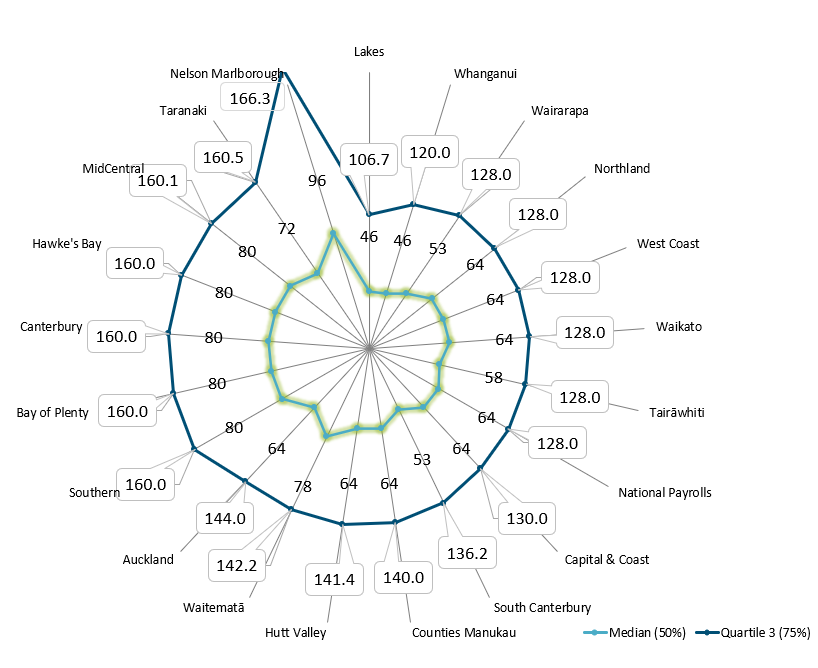 Lakes
Nelson Marlborough
Whanganui
166.3
Taranaki
Wairarapa
160.5
106.7
120.0
MidCentral
160.1
96
128.0
Northland
128.0
72
46
46
53
Hawke's Bay
80
64
West Coast
160.0
128.0
80
64
Canterbury
160.0
80
64
128.0
Waikato
80
58
Bay of Plenty
160.0
128.0
Tairāwhiti
80
64
128.0
64
53
64
Southern
160.0
78
64
64
National Payrolls
144.0
130.0
Auckland
142.2
141.4
140.0
136.2
Capital & Coast
Waitematā
South Canterbury
Hutt Valley
Counties Manukau
Median (50%)
Quartile 3 (75%)